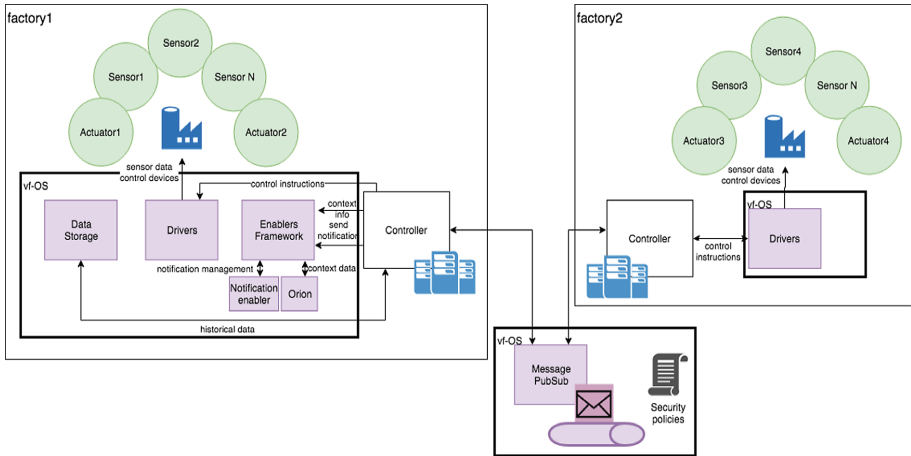 factory1
Sensor2
Sensor1
Sensor N
Actuator1
Actuator2
sensor data
control devices
vf-OS
control instructions
Data
Storage
Drivers
Enablers
Framework
context
info
send
notification
Controller
notification management
context data
Notification
enabler
Orion
historical data
factory2
Sensor4
Sensor3
Sensor N
Actuator3
Actuator4
sensor data
control devices
vf-OS
Controller
control
instructions
Drivers
vf-OS
Message
PubSub
Security
policies